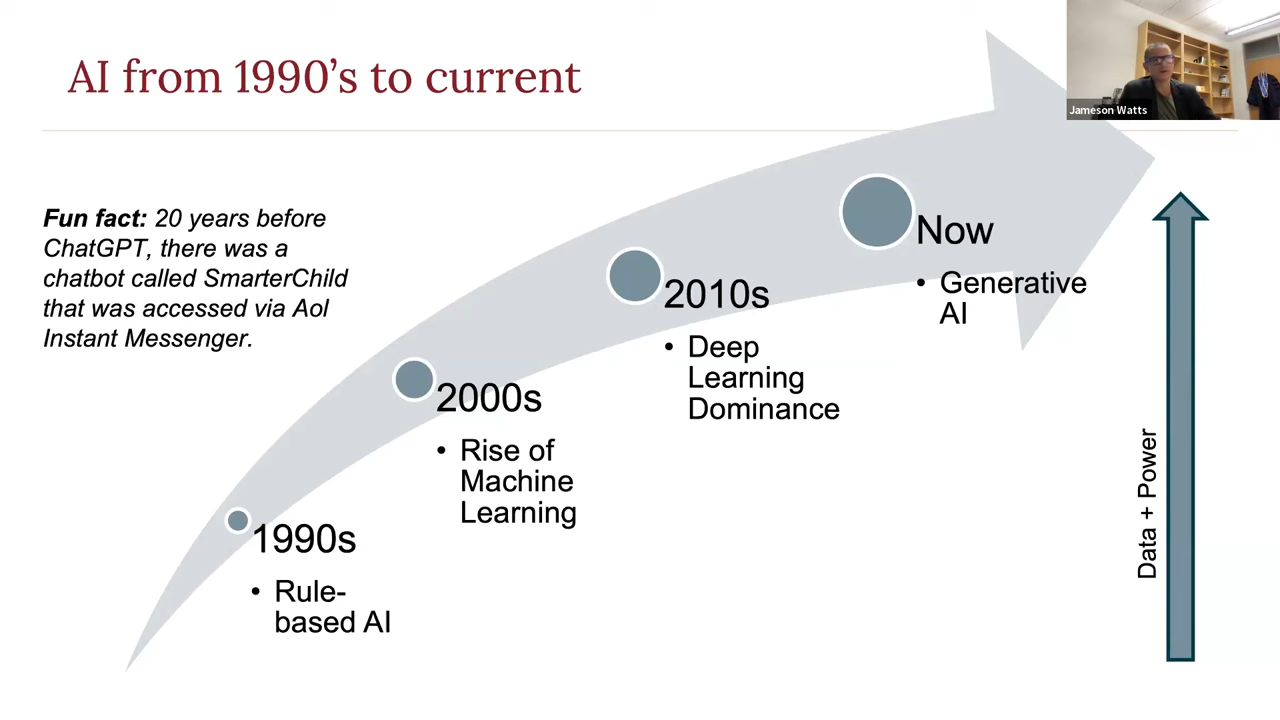 AI from 1990’s to current
Jameson Watts
Fun fact: 20 years before
ChatGPT, there was a
chatbot called SmarterChild
that was accessed via Aol
Instant Messenger.
1990s
• Rule-
based AI
2000s
• Rise of
Machine
Learning
2010s
• Deep
Learning
Dominance
Now
• Generative
AI
Data + Power